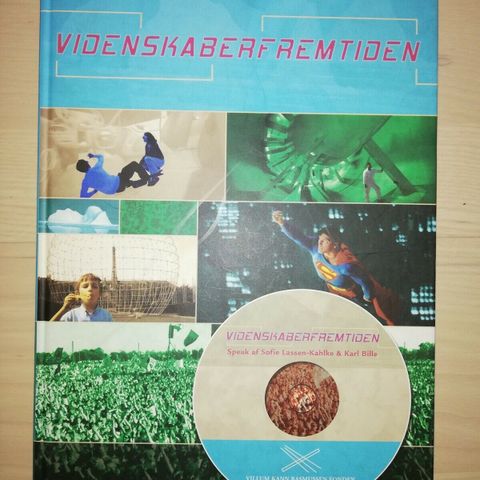 VIDENSKABERFREMTIDEN
VIDENSKABERFREMTIDEN
Speak af Sofie Lassen-Kahlke & Karl Bille
VILLUM KANN RASMUSSEN FONDEN